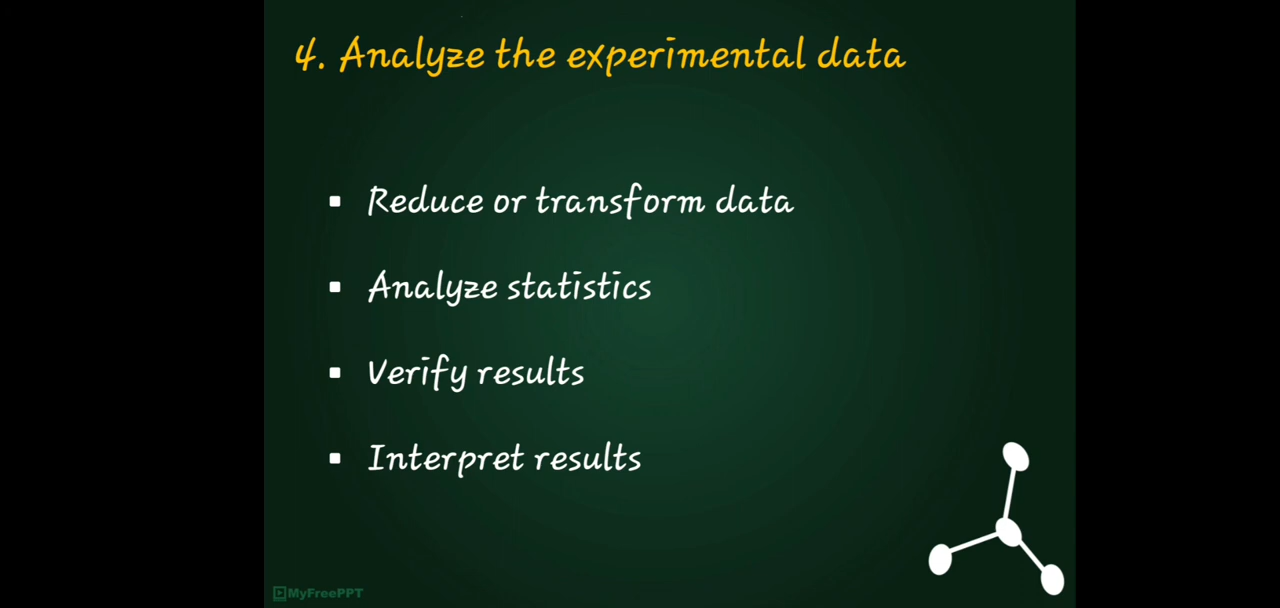 4. Analyze the experimental data
▪ Reduce or transform data
▪ Analyze statistics
▪ Verify results
▪ Interpret results
MyFreePPT